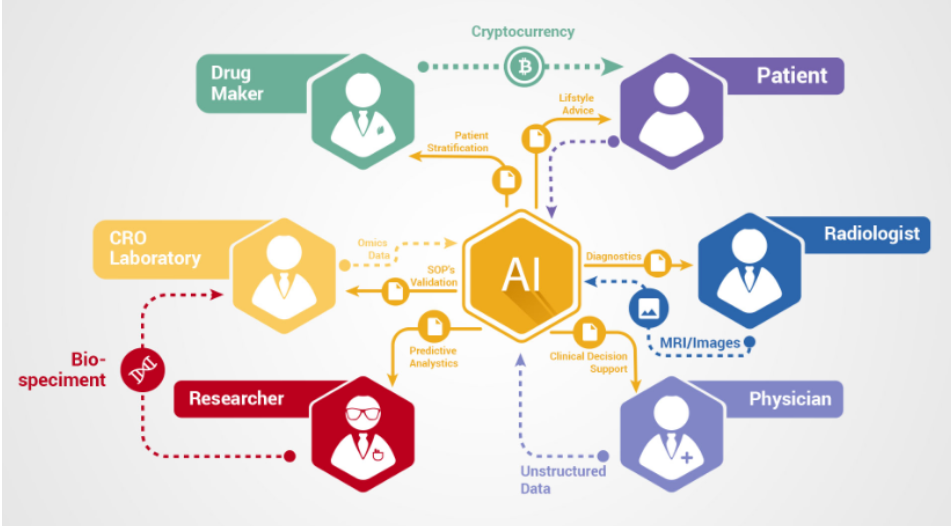 Cryptocurrency
Drug
Maker
Patient
Lifstyle
Advice
Patient
Stratification
CRO
Laboratory
Omics
Data
SOP's
Validation
AI
Diagnostics
Radiologist
MRI/Images
Predictive
Analystics
Clinical Decision
Support
Bio-
speciment
Researcher
Physician
Unstructured
Data